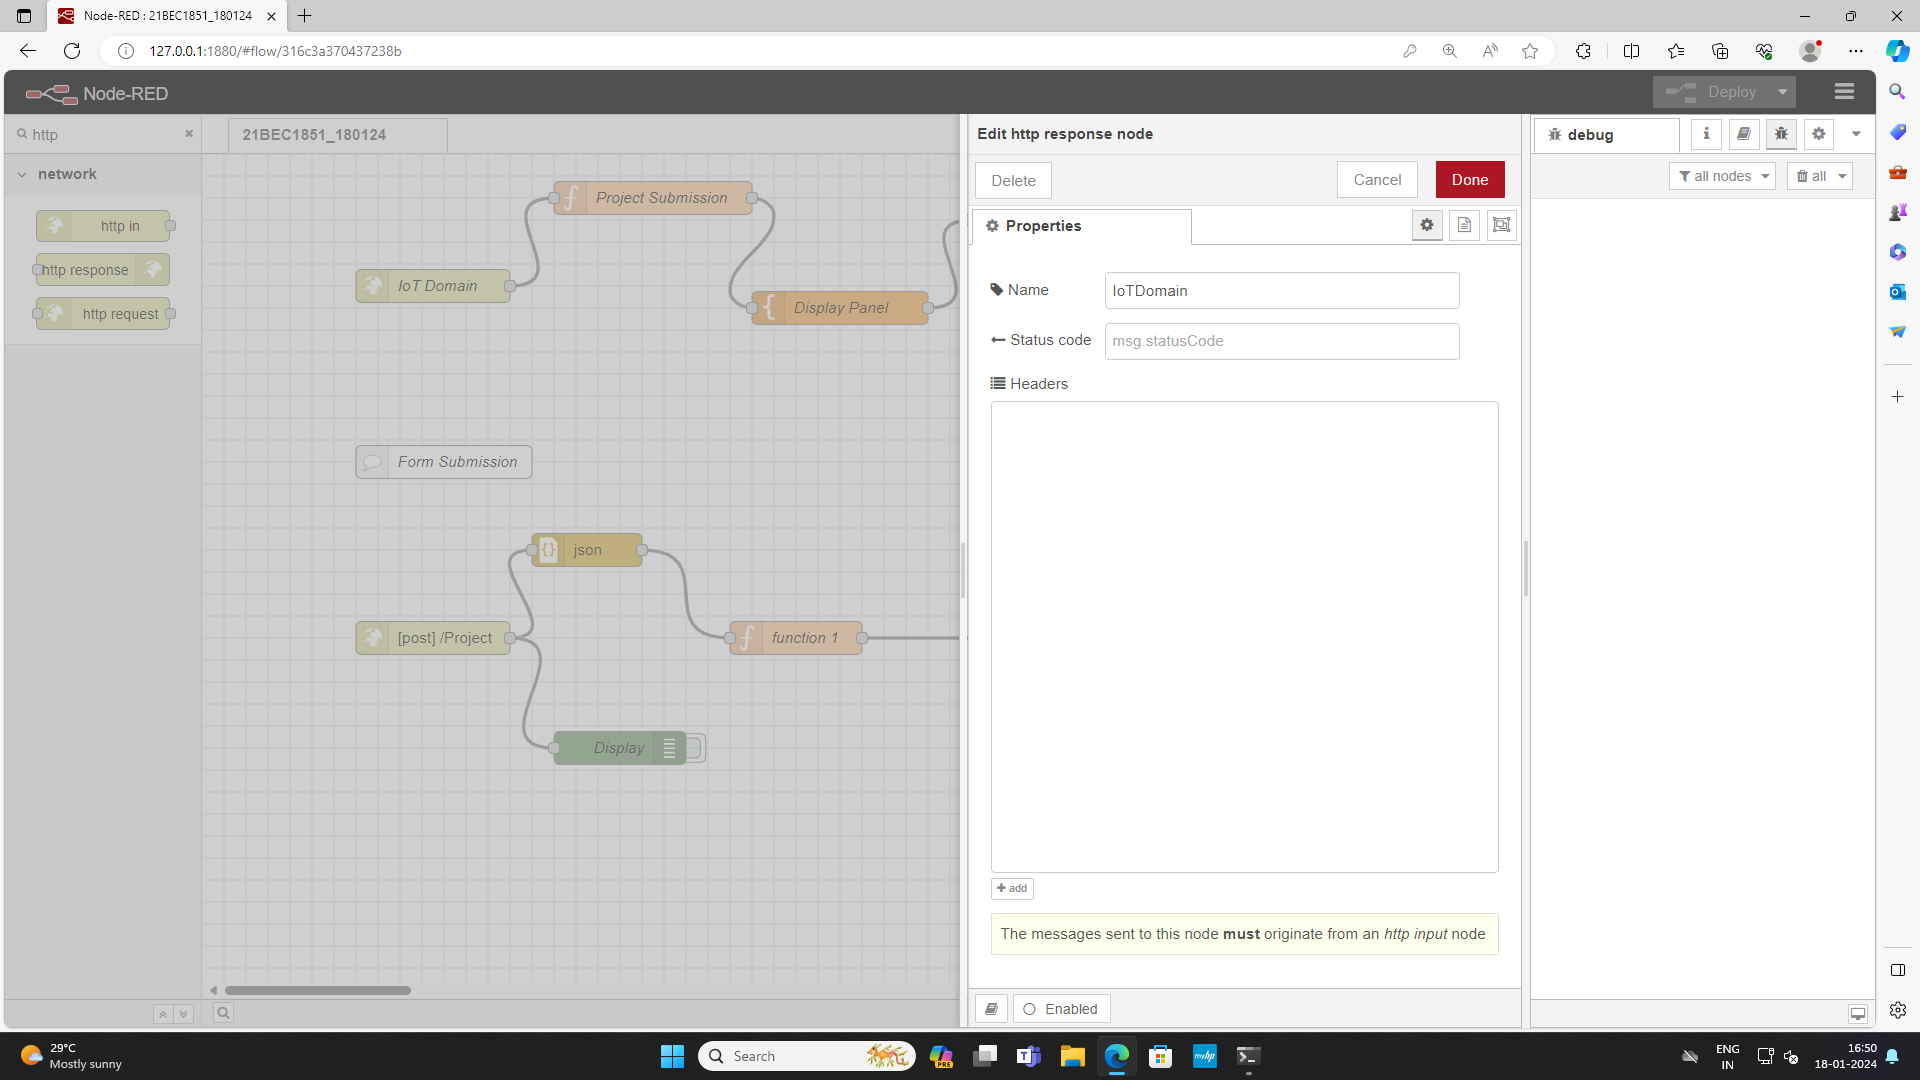 Node-RED : 21BEC1851_180124
127.0.0.1:1880/#flow/316c3a370437238b
Node-RED
Deploy
http
21BEC1851_180124
network
http in
http response
http request
Project Submission
IoT Domain
Display Panel
Form Submission
json
[post] /Project
function 1
Display
Edit http response node
Delete
Cancel
Done
Properties
Name
IoTDomain
Status code
msg.statusCode
Headers
add
The messages sent to this node must originate from an http input node
Enabled
debug
all nodes
all
29°C
Mostly sunny
Search
PRE
myhp
ENG
IN
16:50
18-01-2024